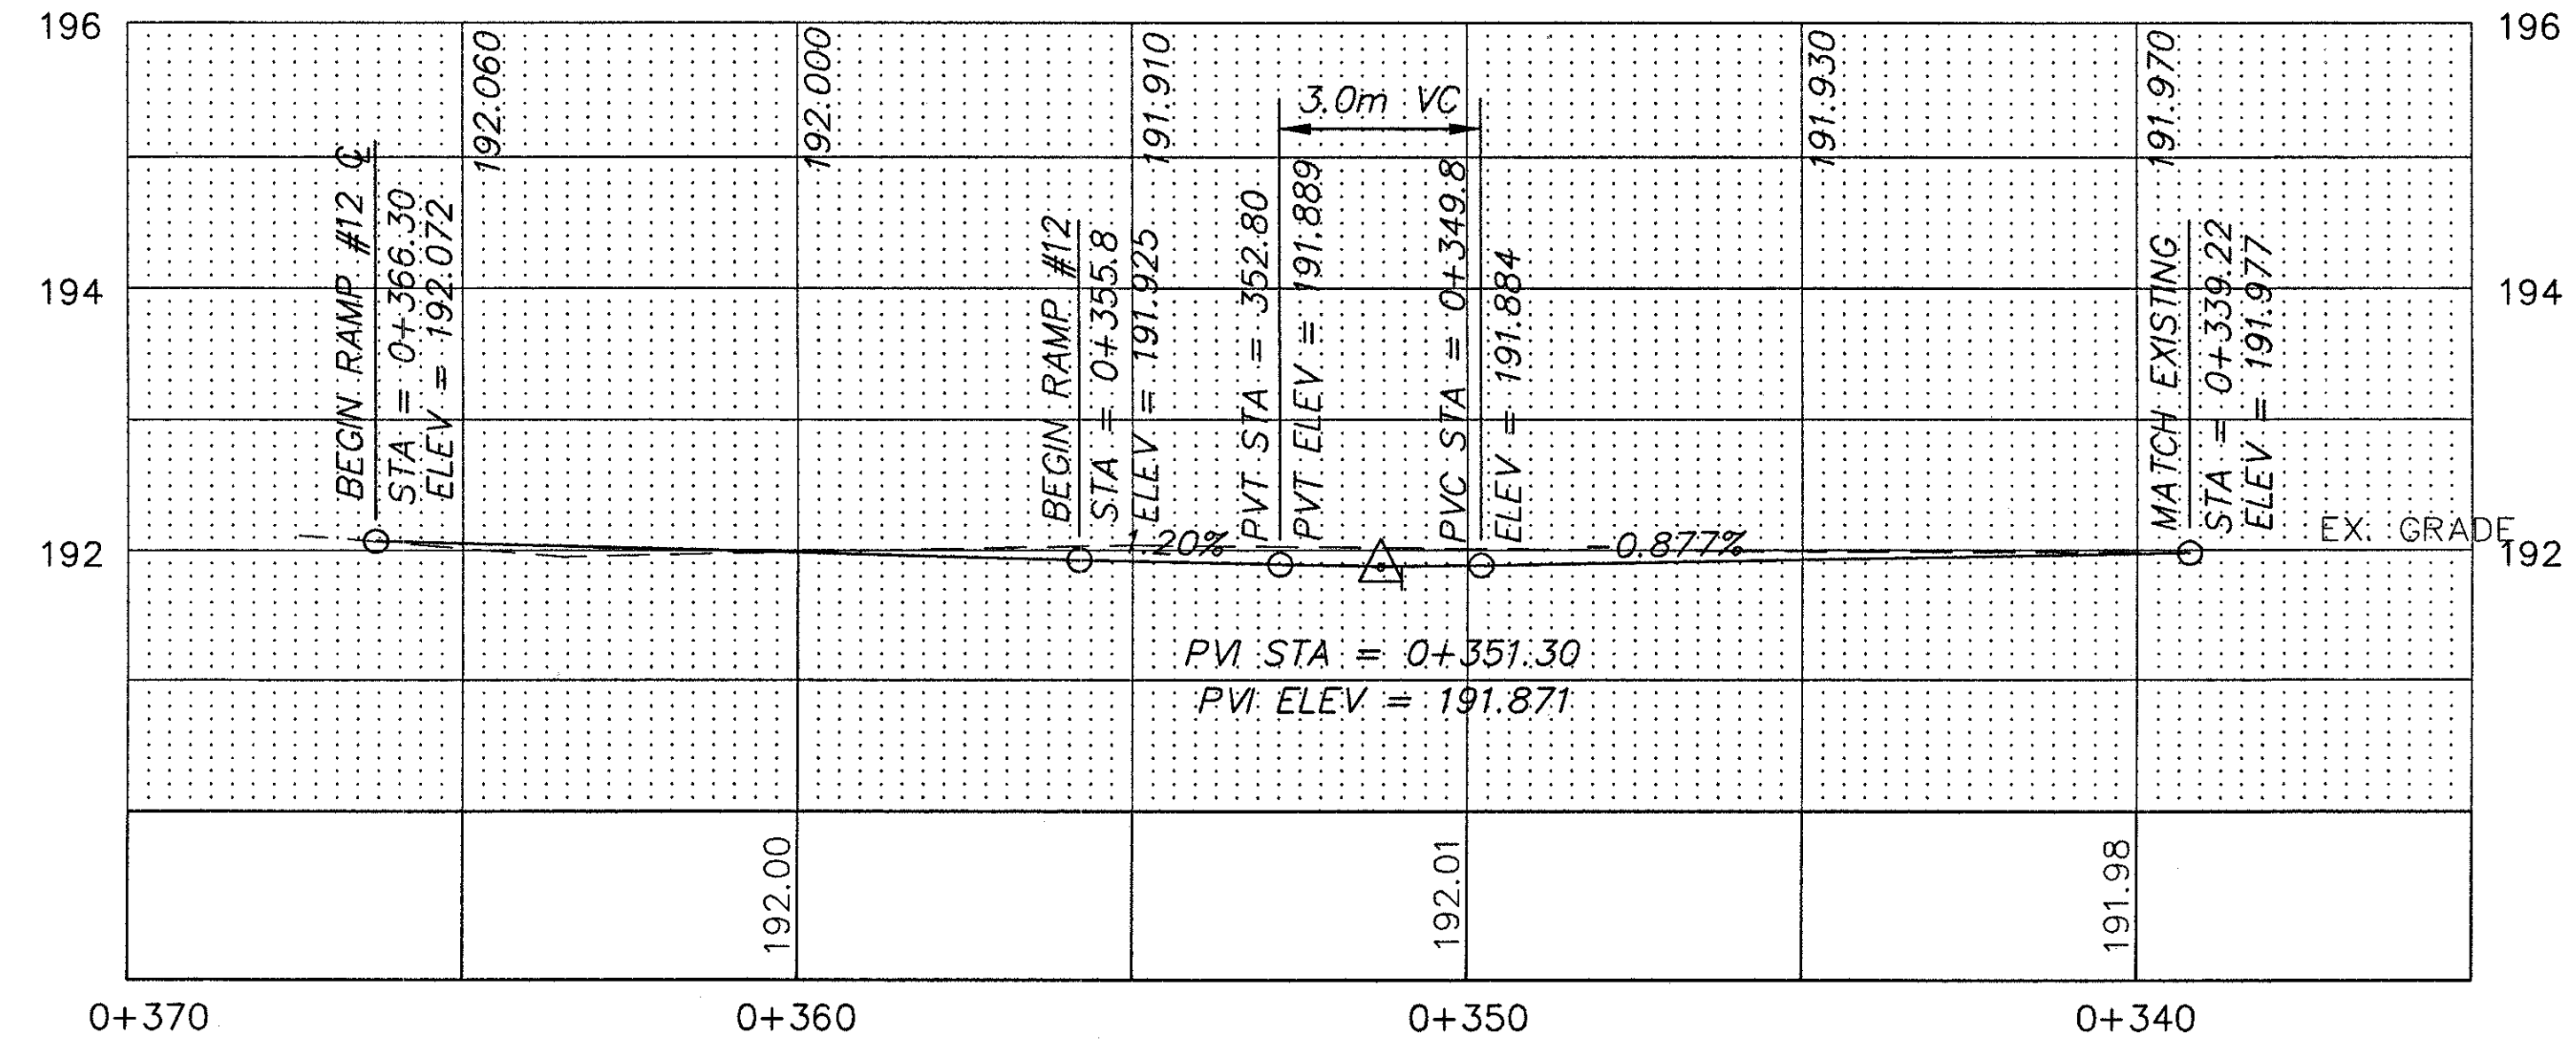 196
196
194
194
192
192
192.060
192.000
191.910
191.930
191.970
3.0m VC
BEGIN RAMP #12 ℄
STA = 0+366.30
ELEV = 192.072
BEGIN RAMP #12
STA = 0+355.8
ELEV = 191.925
PVT STA = 352.80
PVT ELEV = 191.889
PVC STA = 0+349.8
ELEV = 191.884
MATCH EXISTING
STA = 0+339.22
ELEV = 191.977
1.20%
-0.877%
EX. GRADE
PVI STA = 0+351.30
PVI ELEV = 191.871
192.00
192.01
191.98
0+370
0+360
0+350
0+340